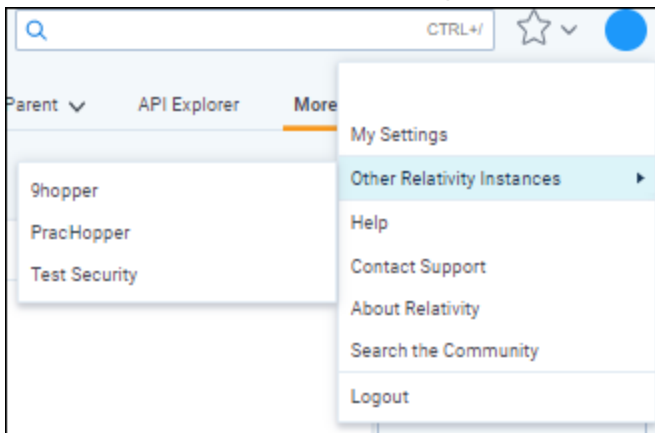 CTRL+/
Parent
API Explorer
More
My Settings
Other Relativity Instances
Help
Contact Support
About Relativity
Search the Community
Logout
9hopper
PracHopper
Test Security